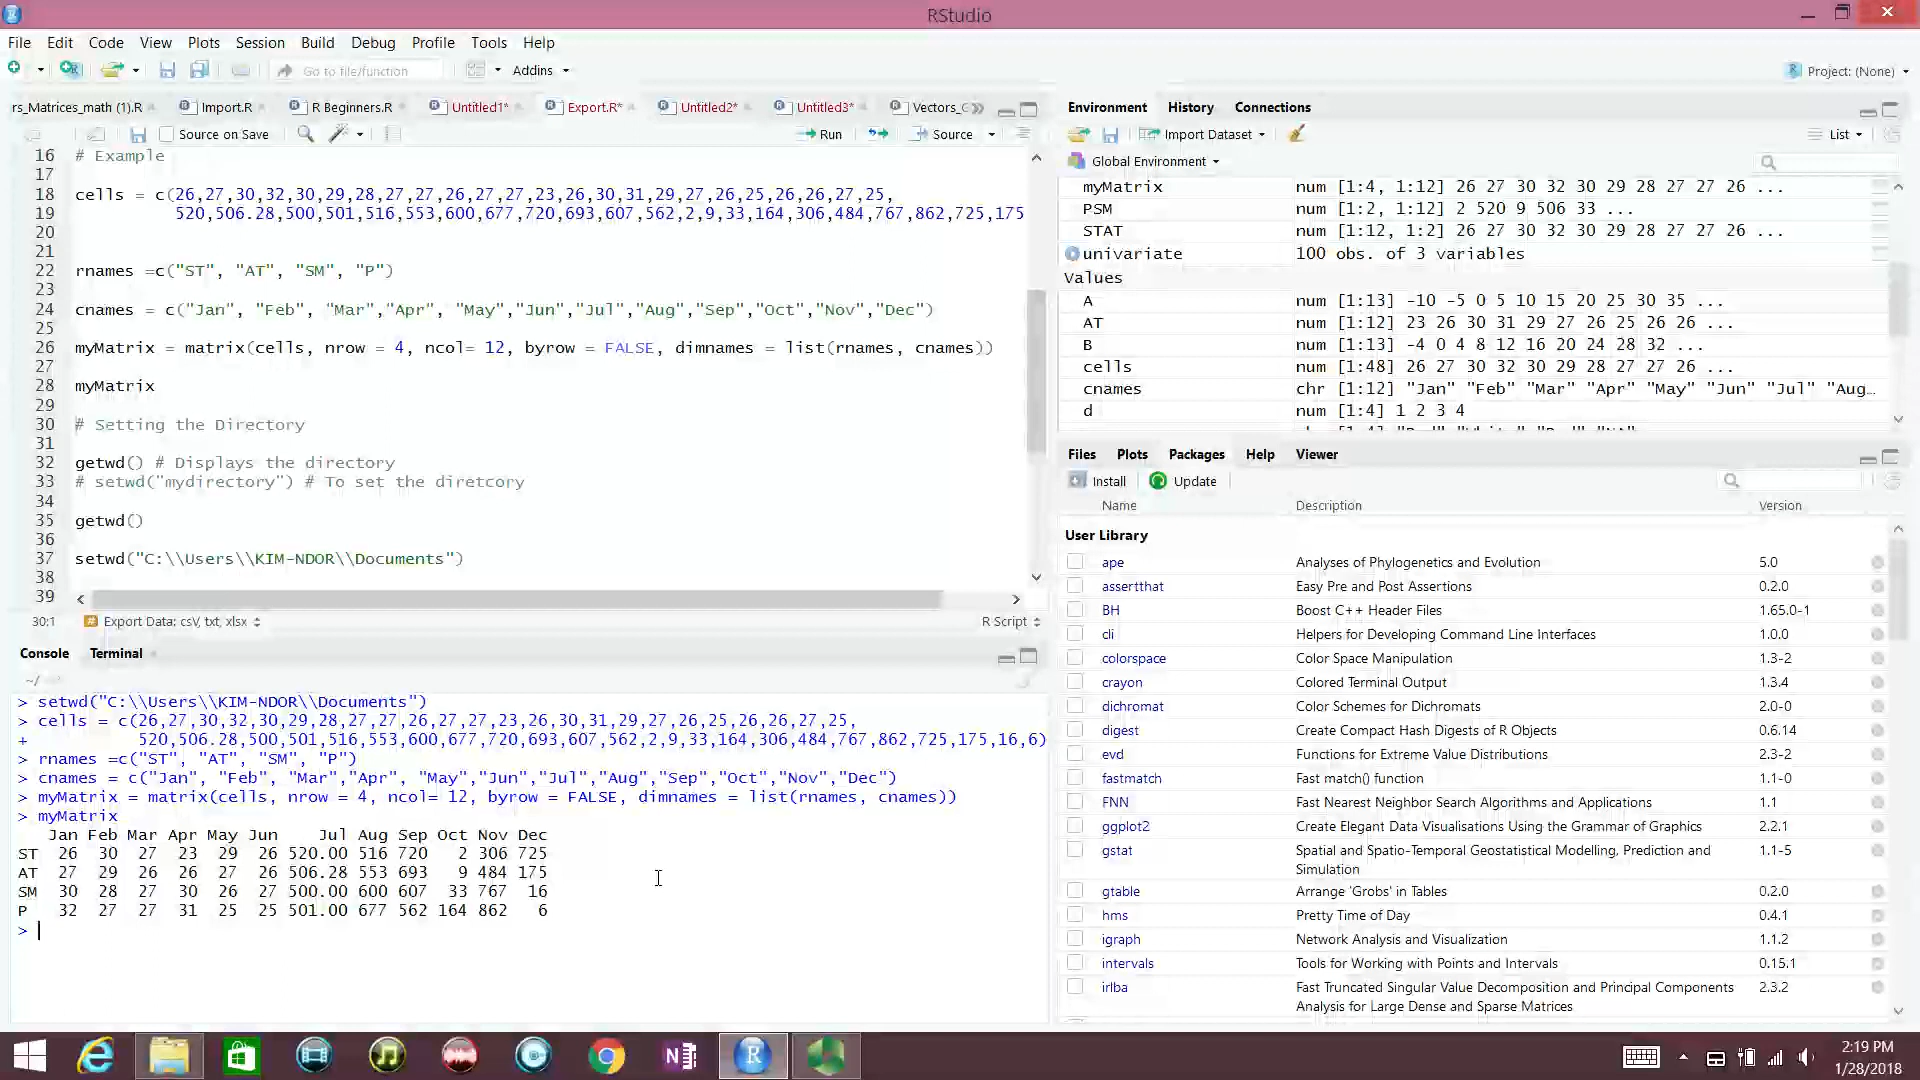 RStudio
File Edit Code View Plots Session Build Debug Profile Tools Help
Go to file/function Addins Project: (None)
rs_Matrices_math (1).R Import.R R Beginners.R Untitled1* Export.R* Untitled2* Untitled3* Vectors_G
Source on Save Run Source
16 # Example
17
18 cells = c(26,27,30,32,30,29,28,27,27,26,27,27,23,26,30,31,29,27,26,25,26,26,27,25,
19 520,506.28,500,501,516,553,600,677,720,693,607,562,2,9,33,164,306,484,767,862,725,175
20
21
22 rnames =c("ST", "AT", "SM", "P")
23
24 cnames = c("Jan", "Feb", "Mar","Apr", "May","Jun","Jul","Aug","Sep","Oct","Nov","Dec")
25
26 myMatrix = matrix(cells, nrow = 4, ncol= 12, byrow = FALSE, dimnames = list(rnames, cnames))
27
28 myMatrix
29
30 # Setting the Directory
31
32 getwd() # Displays the directory
33 # setwd("mydirectory") # To set the diretcory
34
35 getwd()
36
37 setwd("C:\\Users\\KIM-NDOR\\Documents")
38
39
30:1 Export Data: csV, txt, xlsx R Script
Console Terminal
~/
> setwd("C:\\Users\\KIM-NDOR\\Documents")
> cells = c(26,27,30,32,30,29,28,27,27,26,27,27,23,26,30,31,29,27,26,25,26,26,27,25,
+ 520,506.28,500,501,516,553,600,677,720,693,607,562,2,9,33,164,306,484,767,862,725,175,16,6)
> rnames =c("ST", "AT", "SM", "P")
> cnames = c("Jan", "Feb", "Mar","Apr", "May","Jun","Jul","Aug","Sep","Oct","Nov","Dec")
> myMatrix = matrix(cells, nrow = 4, ncol= 12, byrow = FALSE, dimnames = list(rnames, cnames))
> myMatrix
Jan Feb Mar Apr May Jun Jul Aug Sep Oct Nov Dec
ST 26 30 27 23 29 26 520.00 516 720 2 306 725
AT 27 29 26 26 27 26 506.28 553 693 9 484 175
SM 30 28 27 30 26 27 500.00 600 607 33 767 16
P 32 27 27 31 25 25 501.00 677 562 164 862 6
>
Environment History Connections
Import Dataset List
Global Environment
myMatrix num [1:4, 1:12] 26 27 30 32 30 29 28 27 27 26 ...
PSM num [1:2, 1:12] 2 520 9 506 33 ...
STAT num [1:12, 1:2] 26 27 30 32 30 29 28 27 27 26 ...
univariate 100 obs. of 3 variables
Values
A num [1:13] -10 -5 0 5 10 15 20 25 30 35 ...
AT num [1:12] 23 26 30 31 29 27 26 25 26 26 ...
B num [1:13] -4 0 4 8 12 16 20 24 28 32 ...
cells num [1:48] 26 27 30 32 30 29 28 27 27 26 ...
cnames chr [1:12] "Jan" "Feb" "Mar" "Apr" "May" "Jun" "Jul" "Aug…
d num [1:4] 1 2 3 4
Files Plots Packages Help Viewer
Install Update
Name Description Version
User Library
ape Analyses of Phylogenetics and Evolution 5.0
assertthat Easy Pre and Post Assertions 0.2.0
BH Boost C++ Header Files 1.65.0-1
cli Helpers for Developing Command Line Interfaces 1.0.0
colorspace Color Space Manipulation 1.3-2
crayon Colored Terminal Output 1.3.4
dichromat Color Schemes for Dichromats 2.0-0
digest Create Compact Hash Digests of R Objects 0.6.14
evd Functions for Extreme Value Distributions 2.3-2
fastmatch Fast match() function 1.1-0
FNN Fast Nearest Neighbor Search Algorithms and Applications 1.1
ggplot2 Create Elegant Data Visualisations Using the Grammar of Graphics 2.2.1
gstat Spatial and Spatio-Temporal Geostatistical Modelling, Prediction and 1.1-5
Simulation
gtable Arrange 'Grobs' in Tables 0.2.0
hms Pretty Time of Day 0.4.1
igraph Network Analysis and Visualization 1.1.2
intervals Tools for Working with Points and Intervals 0.15.1
irlba Fast Truncated Singular Value Decomposition and Principal Components 2.3.2
Analysis for Large Dense and Sparse Matrices
2:19 PM
1/28/2018